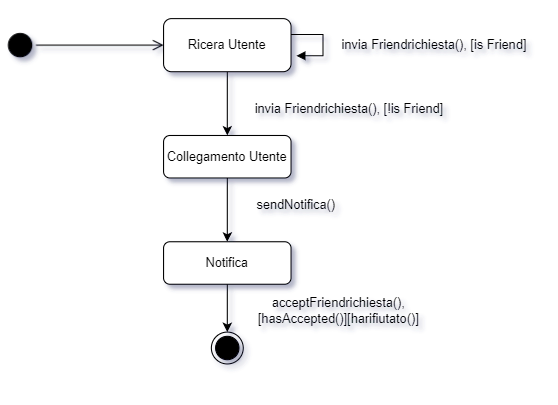 Ricera Utente
invia Friendrichiesta(), [is Friend]
invia Friendrichiesta(), [!is Friend]
Collegamento Utente
sendNotifica()
Notifica
acceptFriendrichiesta(),
[hasAccepted()][harifiutato()]